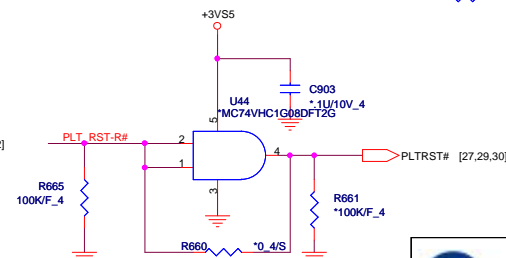 +3VS5
C903
*.1U/10V_4
U44
*MC74VHC1G08DFT2G
5
PLT_RST-R#
2
1
4
PLTRST# [27,29,30]
3
R665
100K/F_4
R661
*100K/F_4
R660 *0_4/S